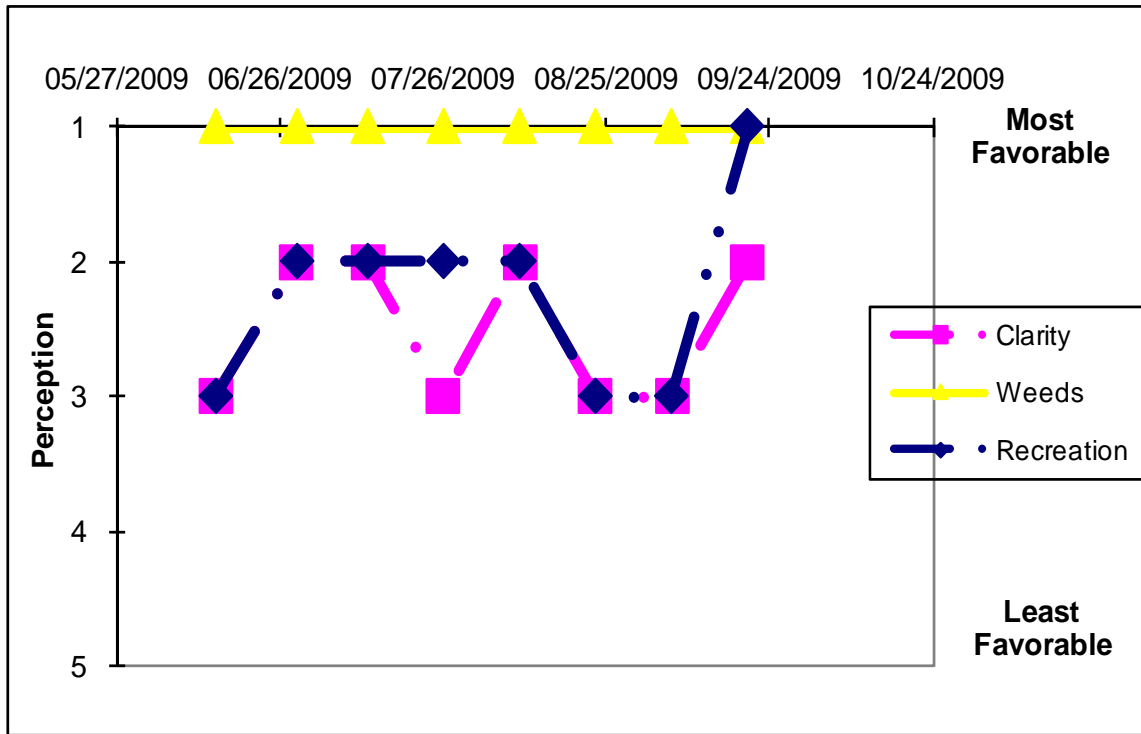 05/27/2009 06/26/2009 07/26/2009 08/25/2009 09/24/2009 10/24/2009
1
2
3
4
5
Perception
Most
Favorable
Clarity
Weeds
Recreation
Least
Favorable